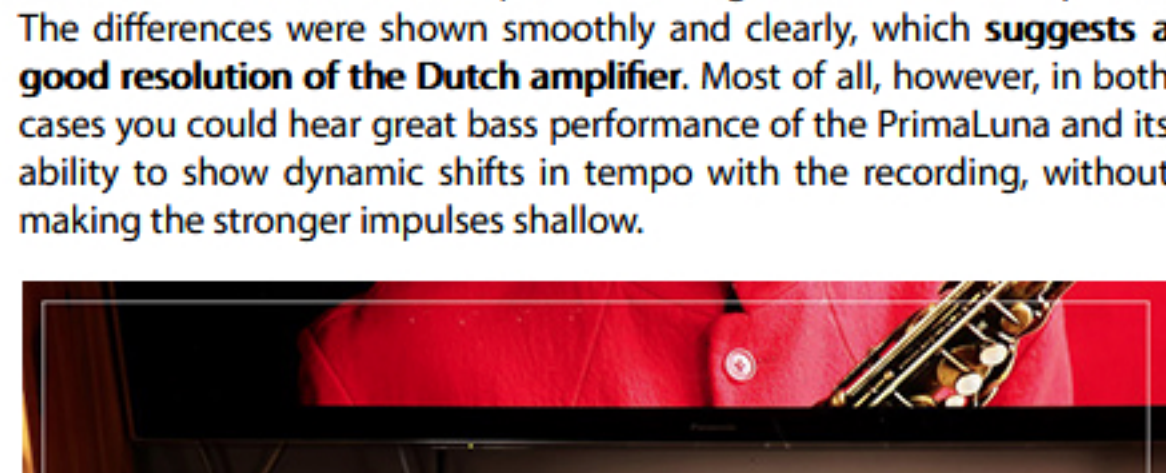 The differences were shown smoothly and clearly, which suggests a
good resolution of the Dutch amplifier. Most of all, however, in both
cases you could hear great bass performance of the PrimaLuna and its
ability to show dynamic shifts in tempo with the recording, without
making the stronger impulses shallow.
Panasonic